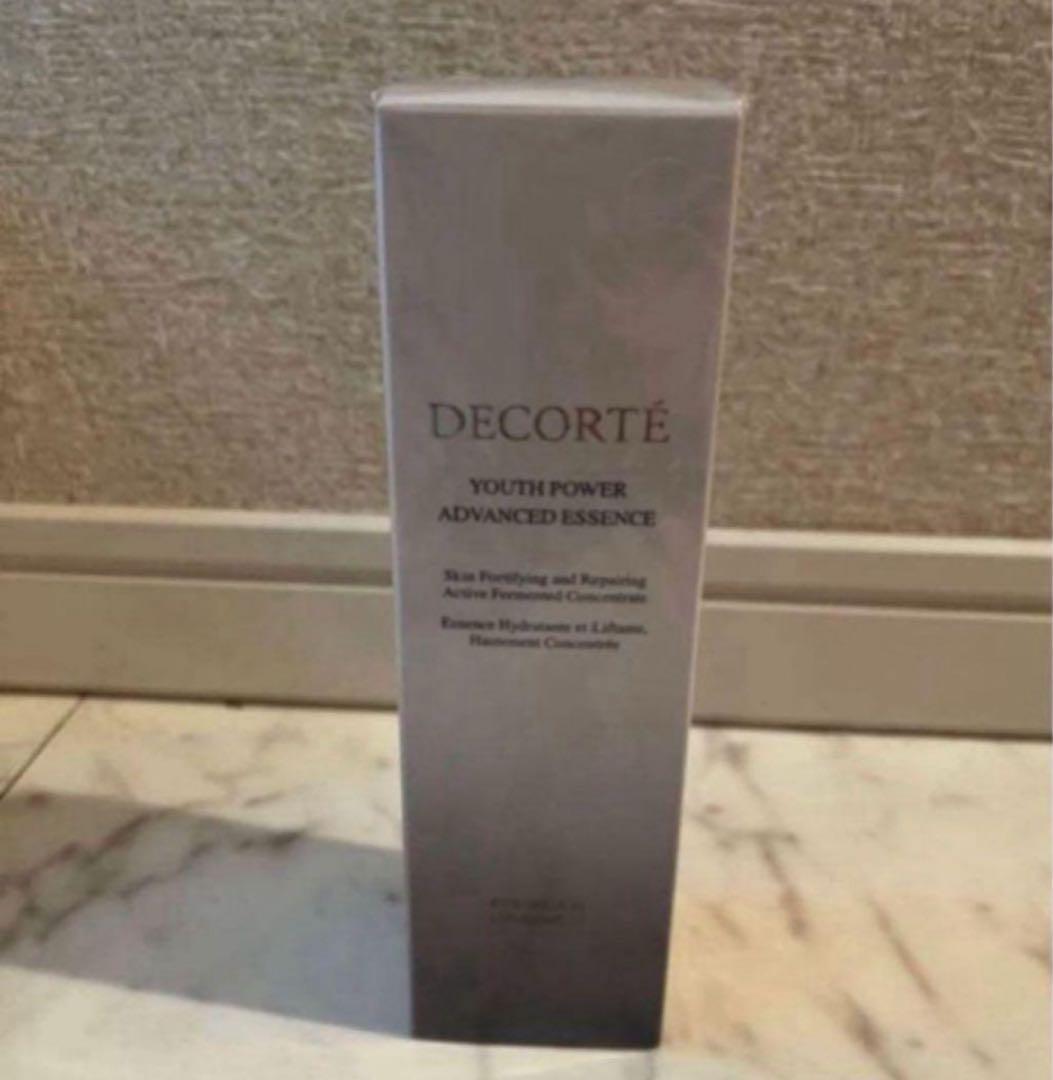 DECORTÉ
YOUTH POWER
ADVANCED ESSENCE
Skin Fortifying and Repairing
Active Fermented Concentrate
Essence Hydratante et Liftante,
Hautement Concentrée